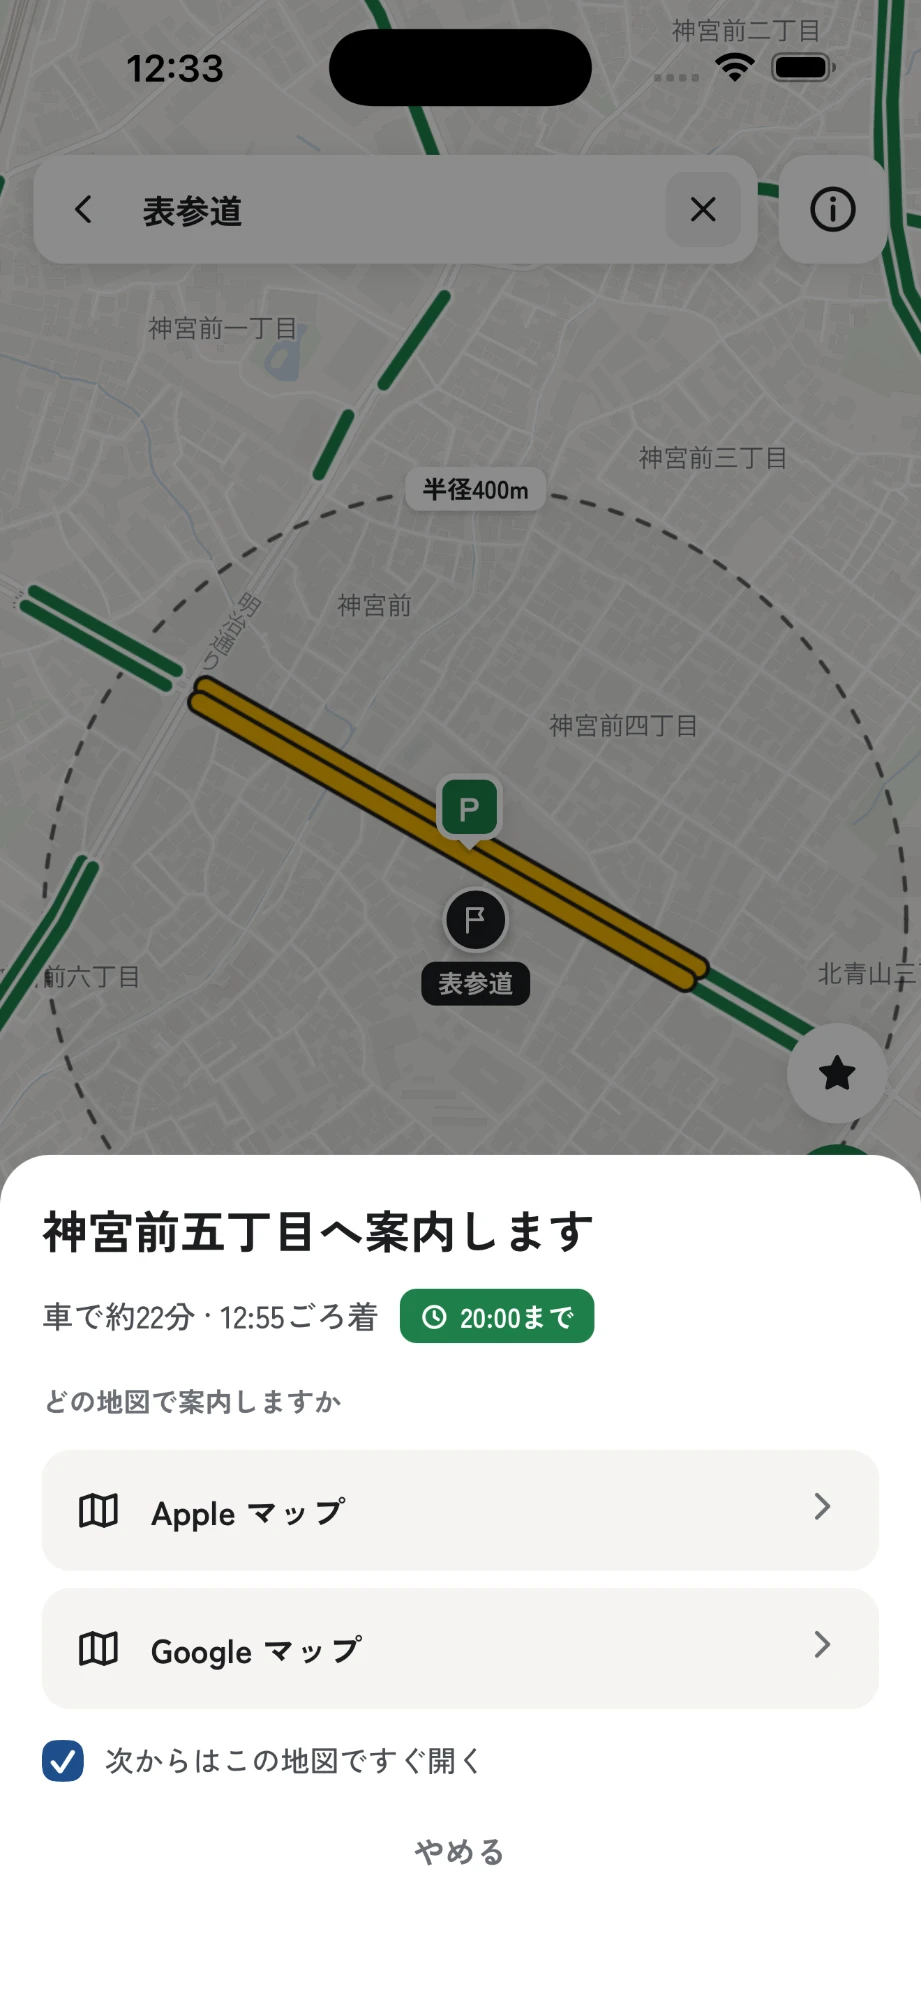 神宮前二丁目
12:33
表参道
神宮前一丁目
神宮前三丁目
半径400m
神宮前
明治通り
神宮前四丁目
P
表参道
前六丁目
北青山三
神宮前五丁目へ案内します
車で約22分·12:55ごろ着
20:00まで
どの地図で案内しますか
Apple マップ
Google マップ
次からはこの地図ですぐ開く
やめる